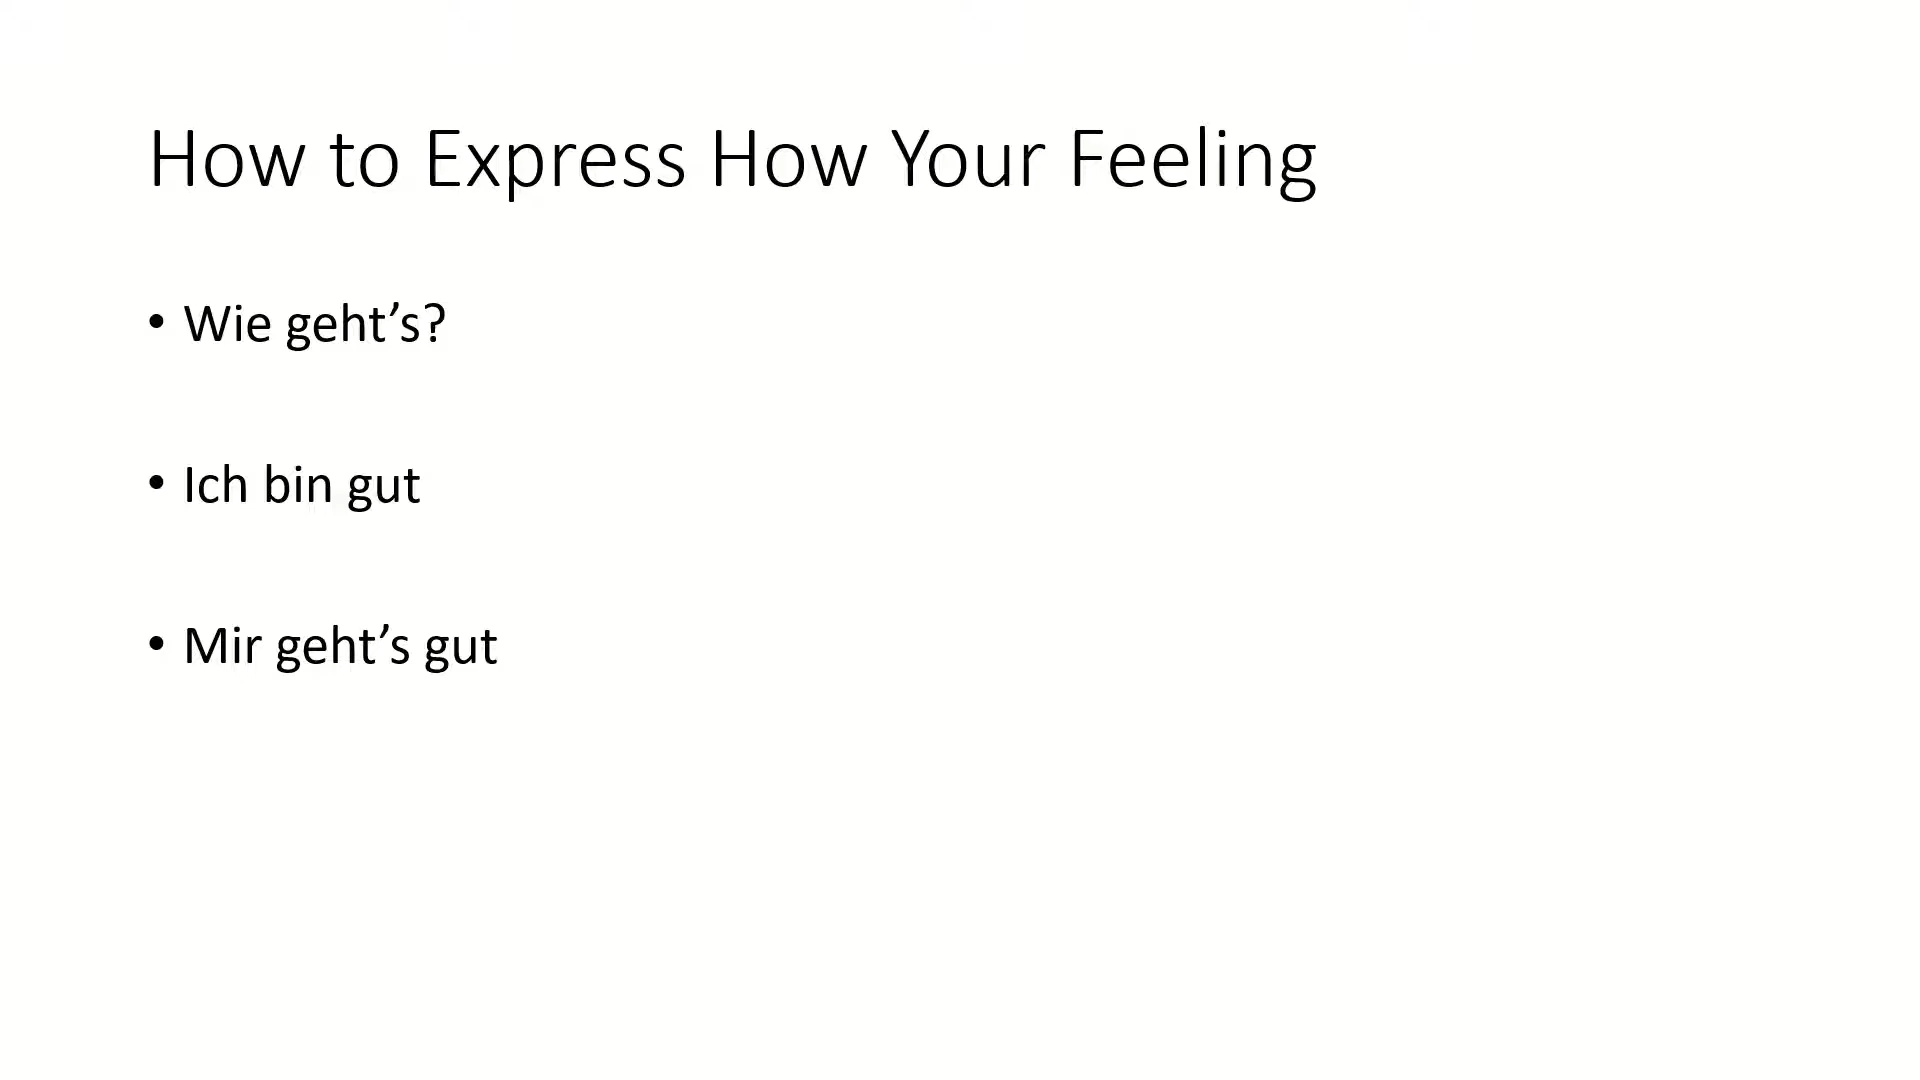 How to Express How Your Feeling
• Wie geht’s?
• Ich bin gut
• Mir geht’s gut